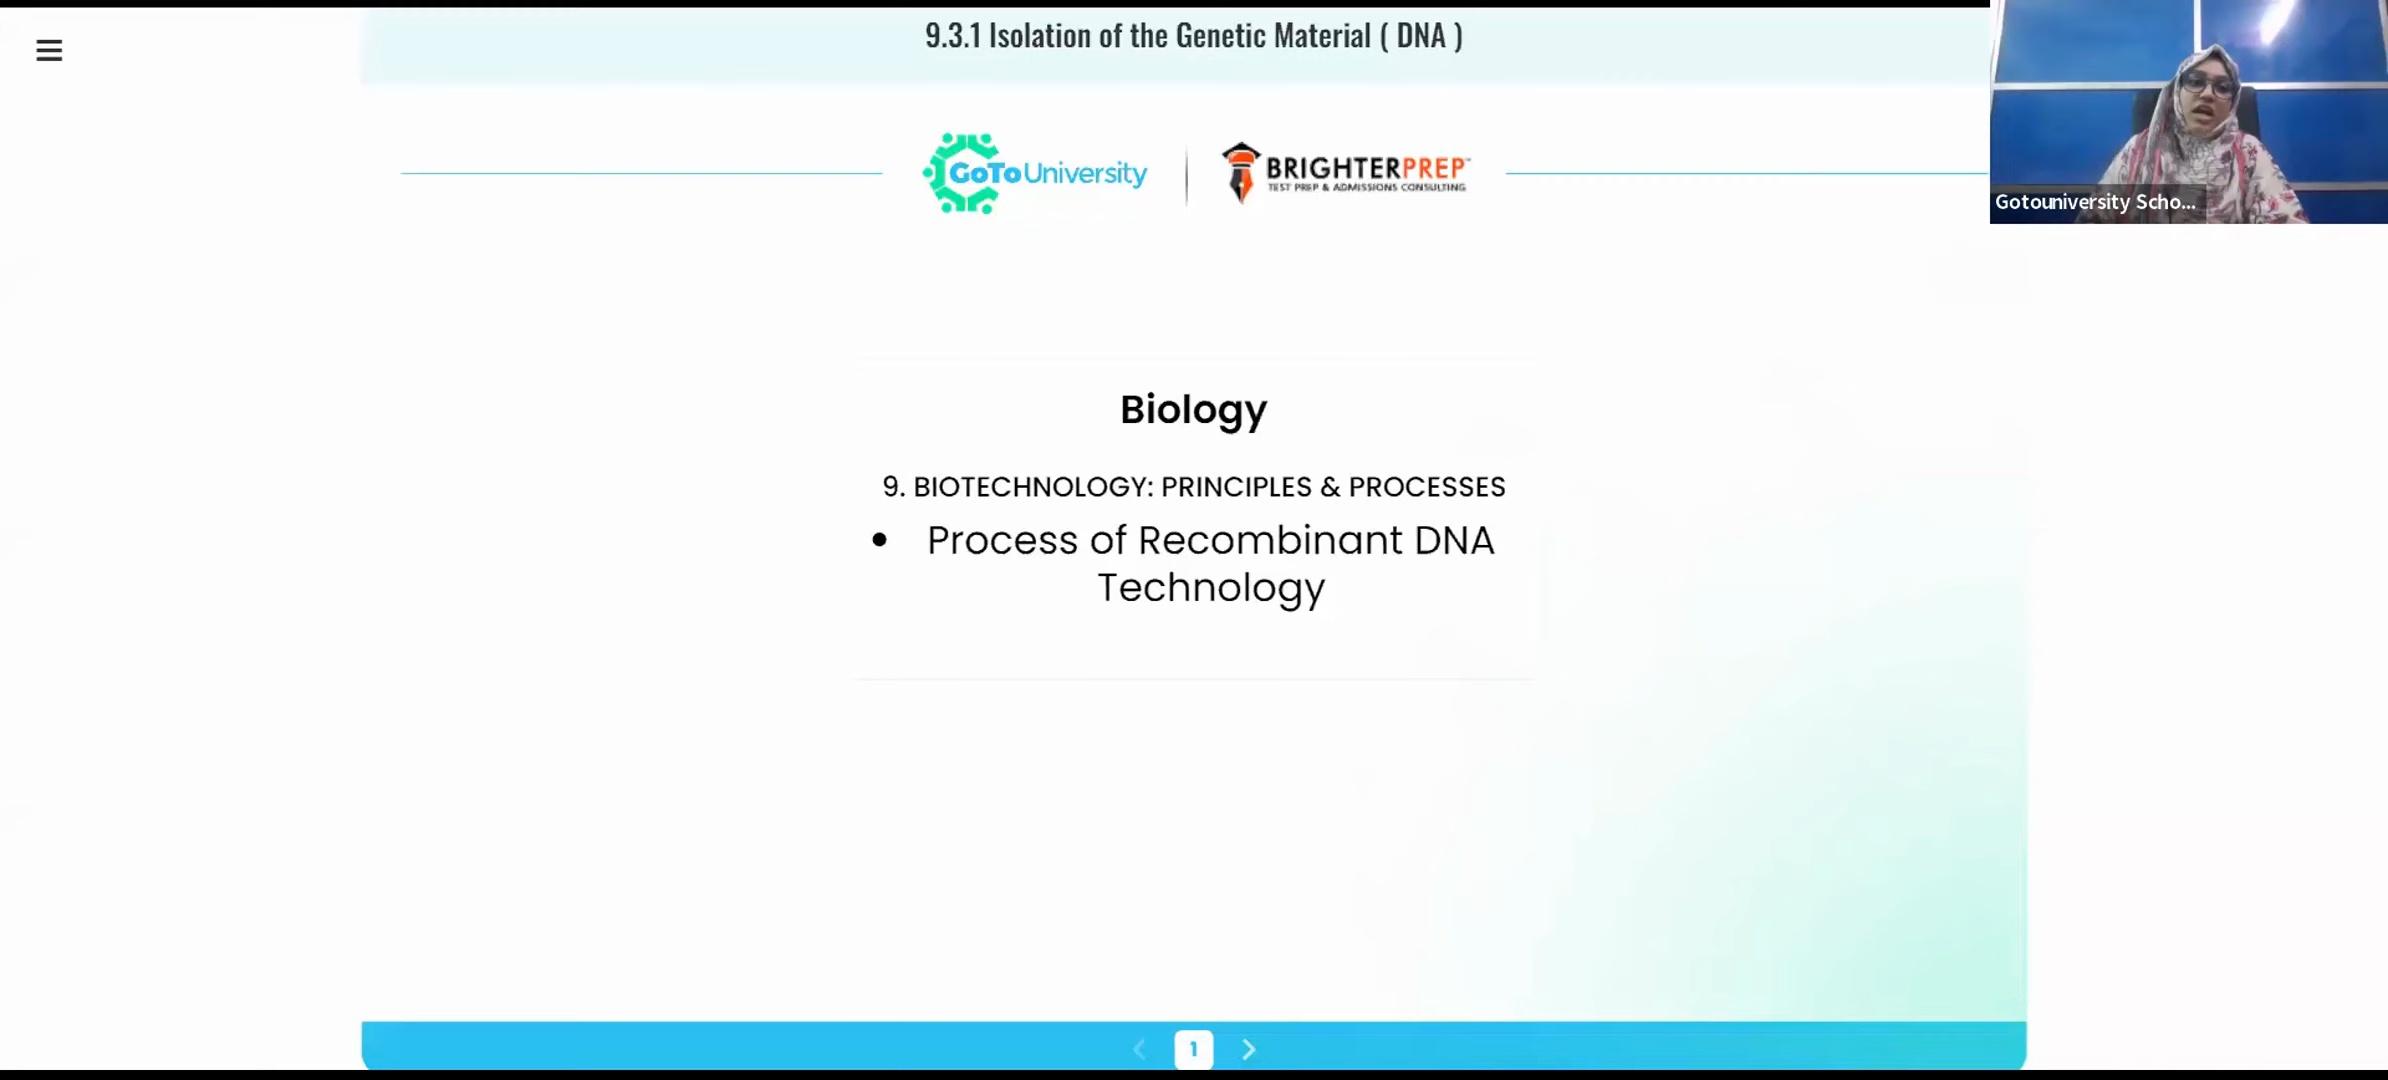 9.3.1 Isolation of the Genetic Material ( DNA )
GoToUniversity
BRIGHTERPREP™
TEST PREP & ADMISSIONS CONSULTING
Gotouniversity Scho...
Biology
9. BIOTECHNOLOGY: PRINCIPLES & PROCESSES
• Process of Recombinant DNA
Technology
1